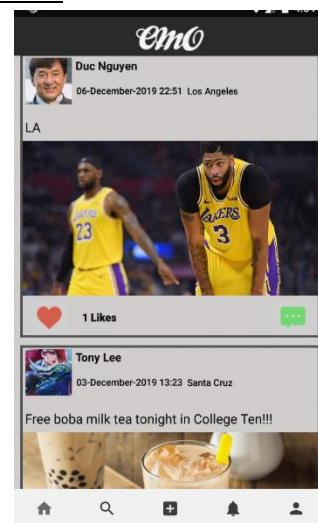 emo
Duc Nguyen
06-December-2019 22:51 Los Angeles
LA
23
LAKERS
3
1 Likes
Tony Lee
03-December-2019 13:23 Santa Cruz
Free boba milk tea tonight in College Ten!!!